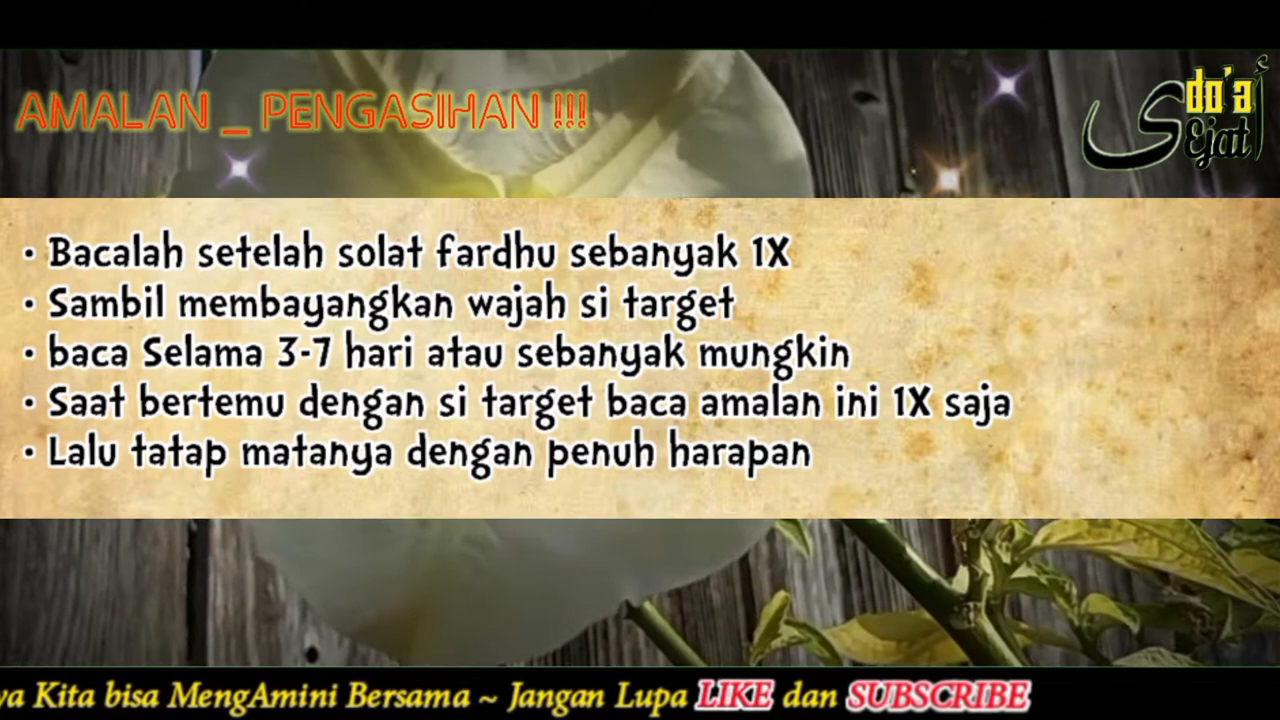 AMALAN _ PENGASIHAN !!!
do'a
Ejati
• Bacalah setelah solat fardhu sebanyak 1X
• Sambil membayangkan wajah si target
• baca Selama 3-7 hari atau sebanyak mungkin
• Saat bertemu dengan si target baca amalan ini 1X saja
• Lalu tatap matanya dengan penuh harapan
ya Kita bisa MengAmini Bersama ~ Jangan Lupa LIKE dan SUBSCRIBE